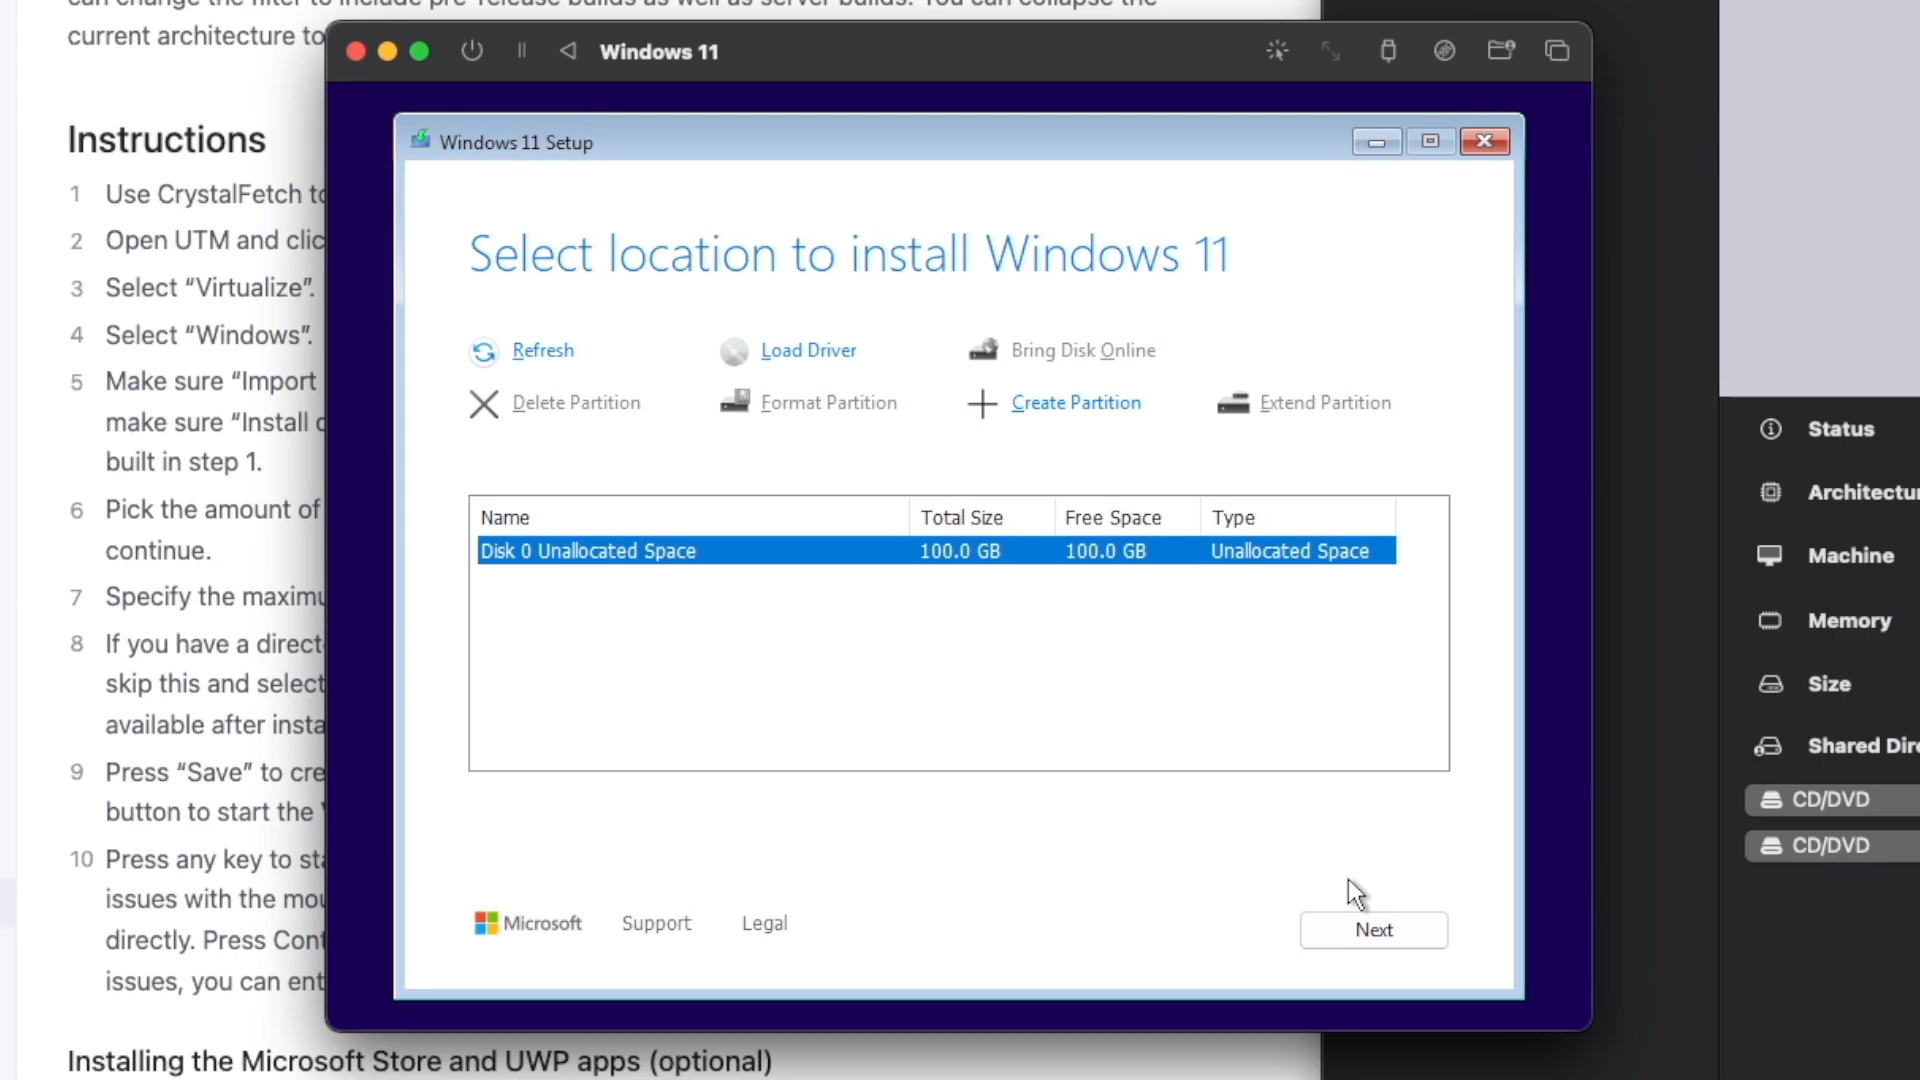 current architecture to
Instructions
1 Use CrystalFetch to
2 Open UTM and clic
3 Select “Virtualize”.
4 Select “Windows”.
5 Make sure “Import
make sure “Install
built in step 1.
6 Pick the amount of
continue.
7 Specify the maximu
8 If you have a direct
skip this and select
available after insta
9 Press “Save” to cre
button to start the
10 Press any key to sta
issues with the mou
directly. Press Cont
issues, you can ent
Installing the Microsoft Store and UWP apps (optional)
Windows 11
Windows 11 Setup
Select location to install Windows 11
Refresh Load Driver Bring Disk Online
Delete Partition Format Partition Create Partition Extend Partition
Name Total Size Free Space Type
Disk 0 Unallocated Space 100.0 GB 100.0 GB Unallocated Space
Microsoft Support Legal
Next
Status
Architectur
Machine
Memory
Size
Shared Dire
CD/DVD
CD/DVD